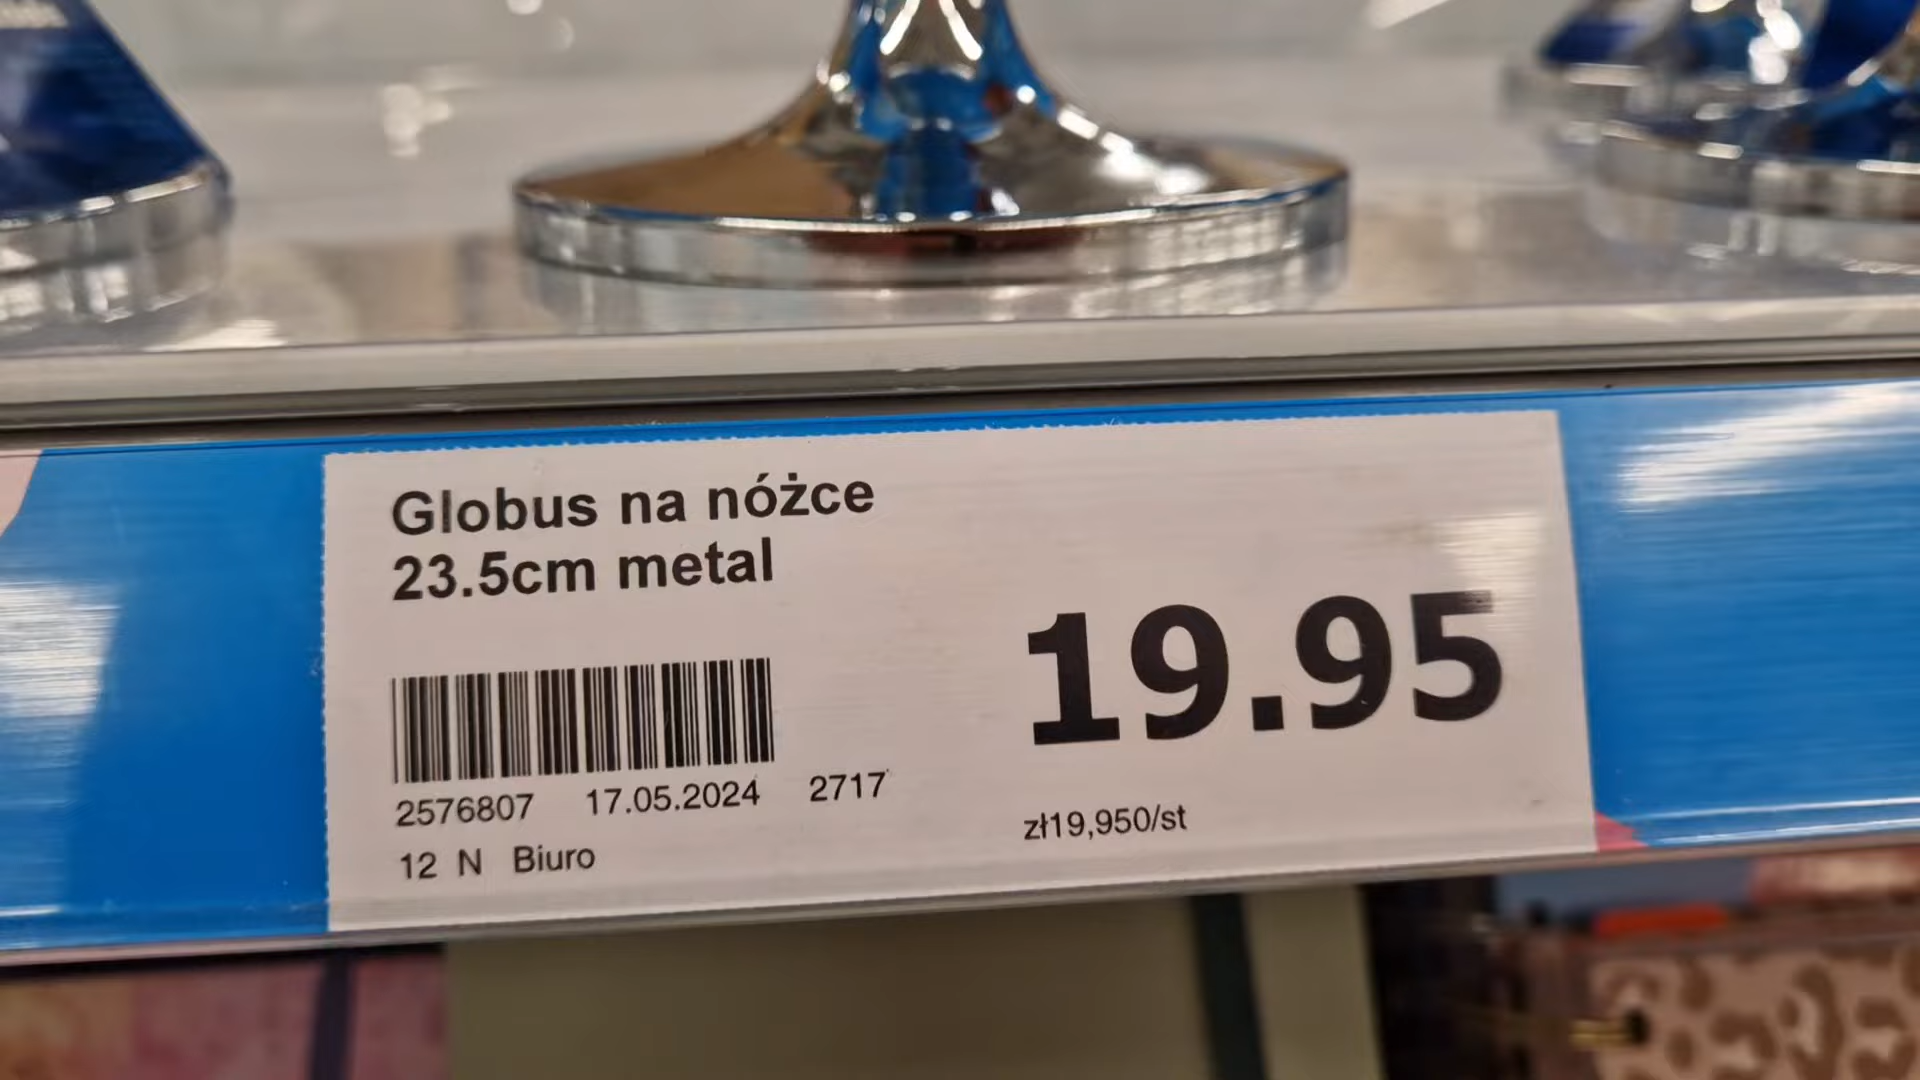 Globus na nóżce
23.5cm metal
19.95
2576807 17.05.2024 2717
12 N Biuro
zł19,950/st